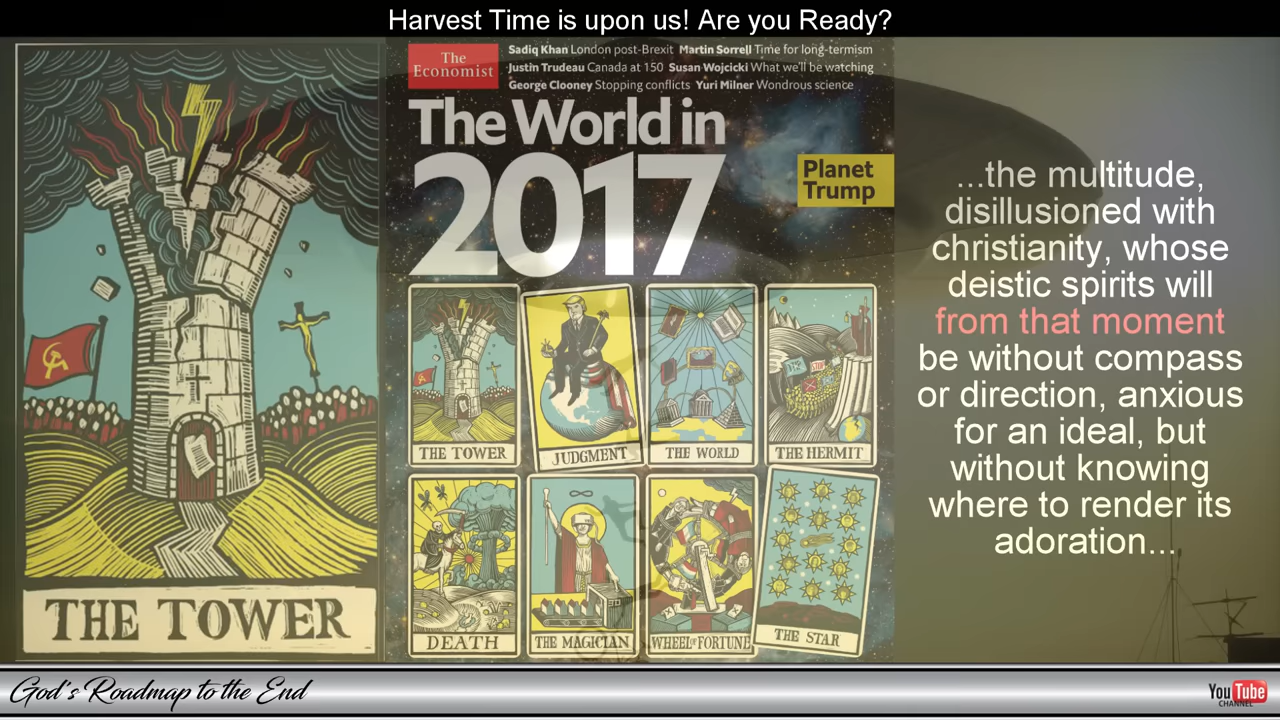 Harvest Time is upon us! Are you Ready?
THE TOWER
The
Economist
Sadiq Khan London post-Brexit Martin Sorrell Time for long-termism
Justin Trudeau Canada at 150 Susan Wojcicki What we'll be watching
George Clooney Stopping conflicts Yuri Milner Wondrous science
The World in
2017
Planet
Trump
THE TOWER
JUDGMENT
THE WORLD
THE HERMIT
DEATH
THE MAGICIAN
WHEEL OF FORTUNE
THE STAR
...the multitude,
disillusioned with
christianity, whose
deistic spirits will
from that moment
be without compass
or direction, anxious
for an ideal, but
without knowing
where to render its
adoration...
God's Roadmap to the End
YouTube
CHANNEL